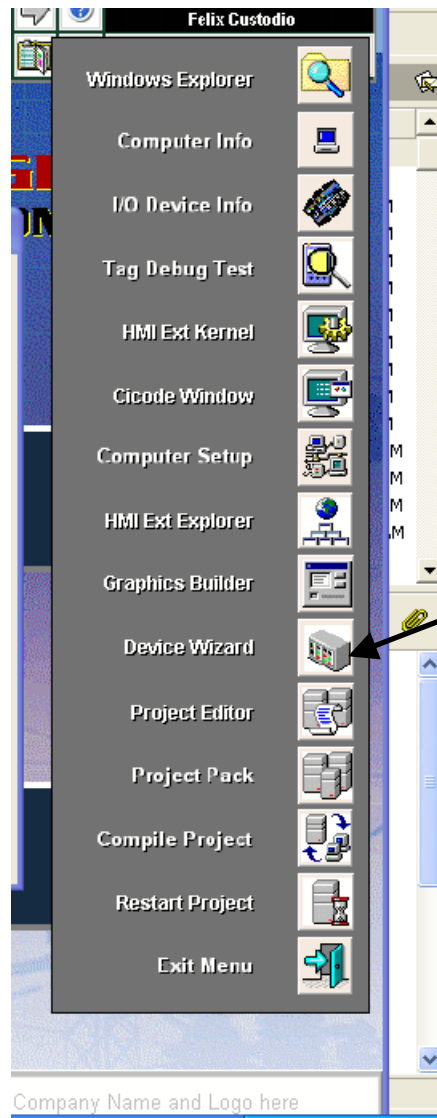 Felix Custodio
Windows Explorer
Computer Info
I/O Device Info
Tag Debug Test
HMI Ext Kernel
Cicode Window
Computer Setup
HMI Ext Explorer
Graphics Builder
Device Wizard
Project Editor
Project Pack
Compile Project
Restart Project
Exit Menu
Company Name and Logo here